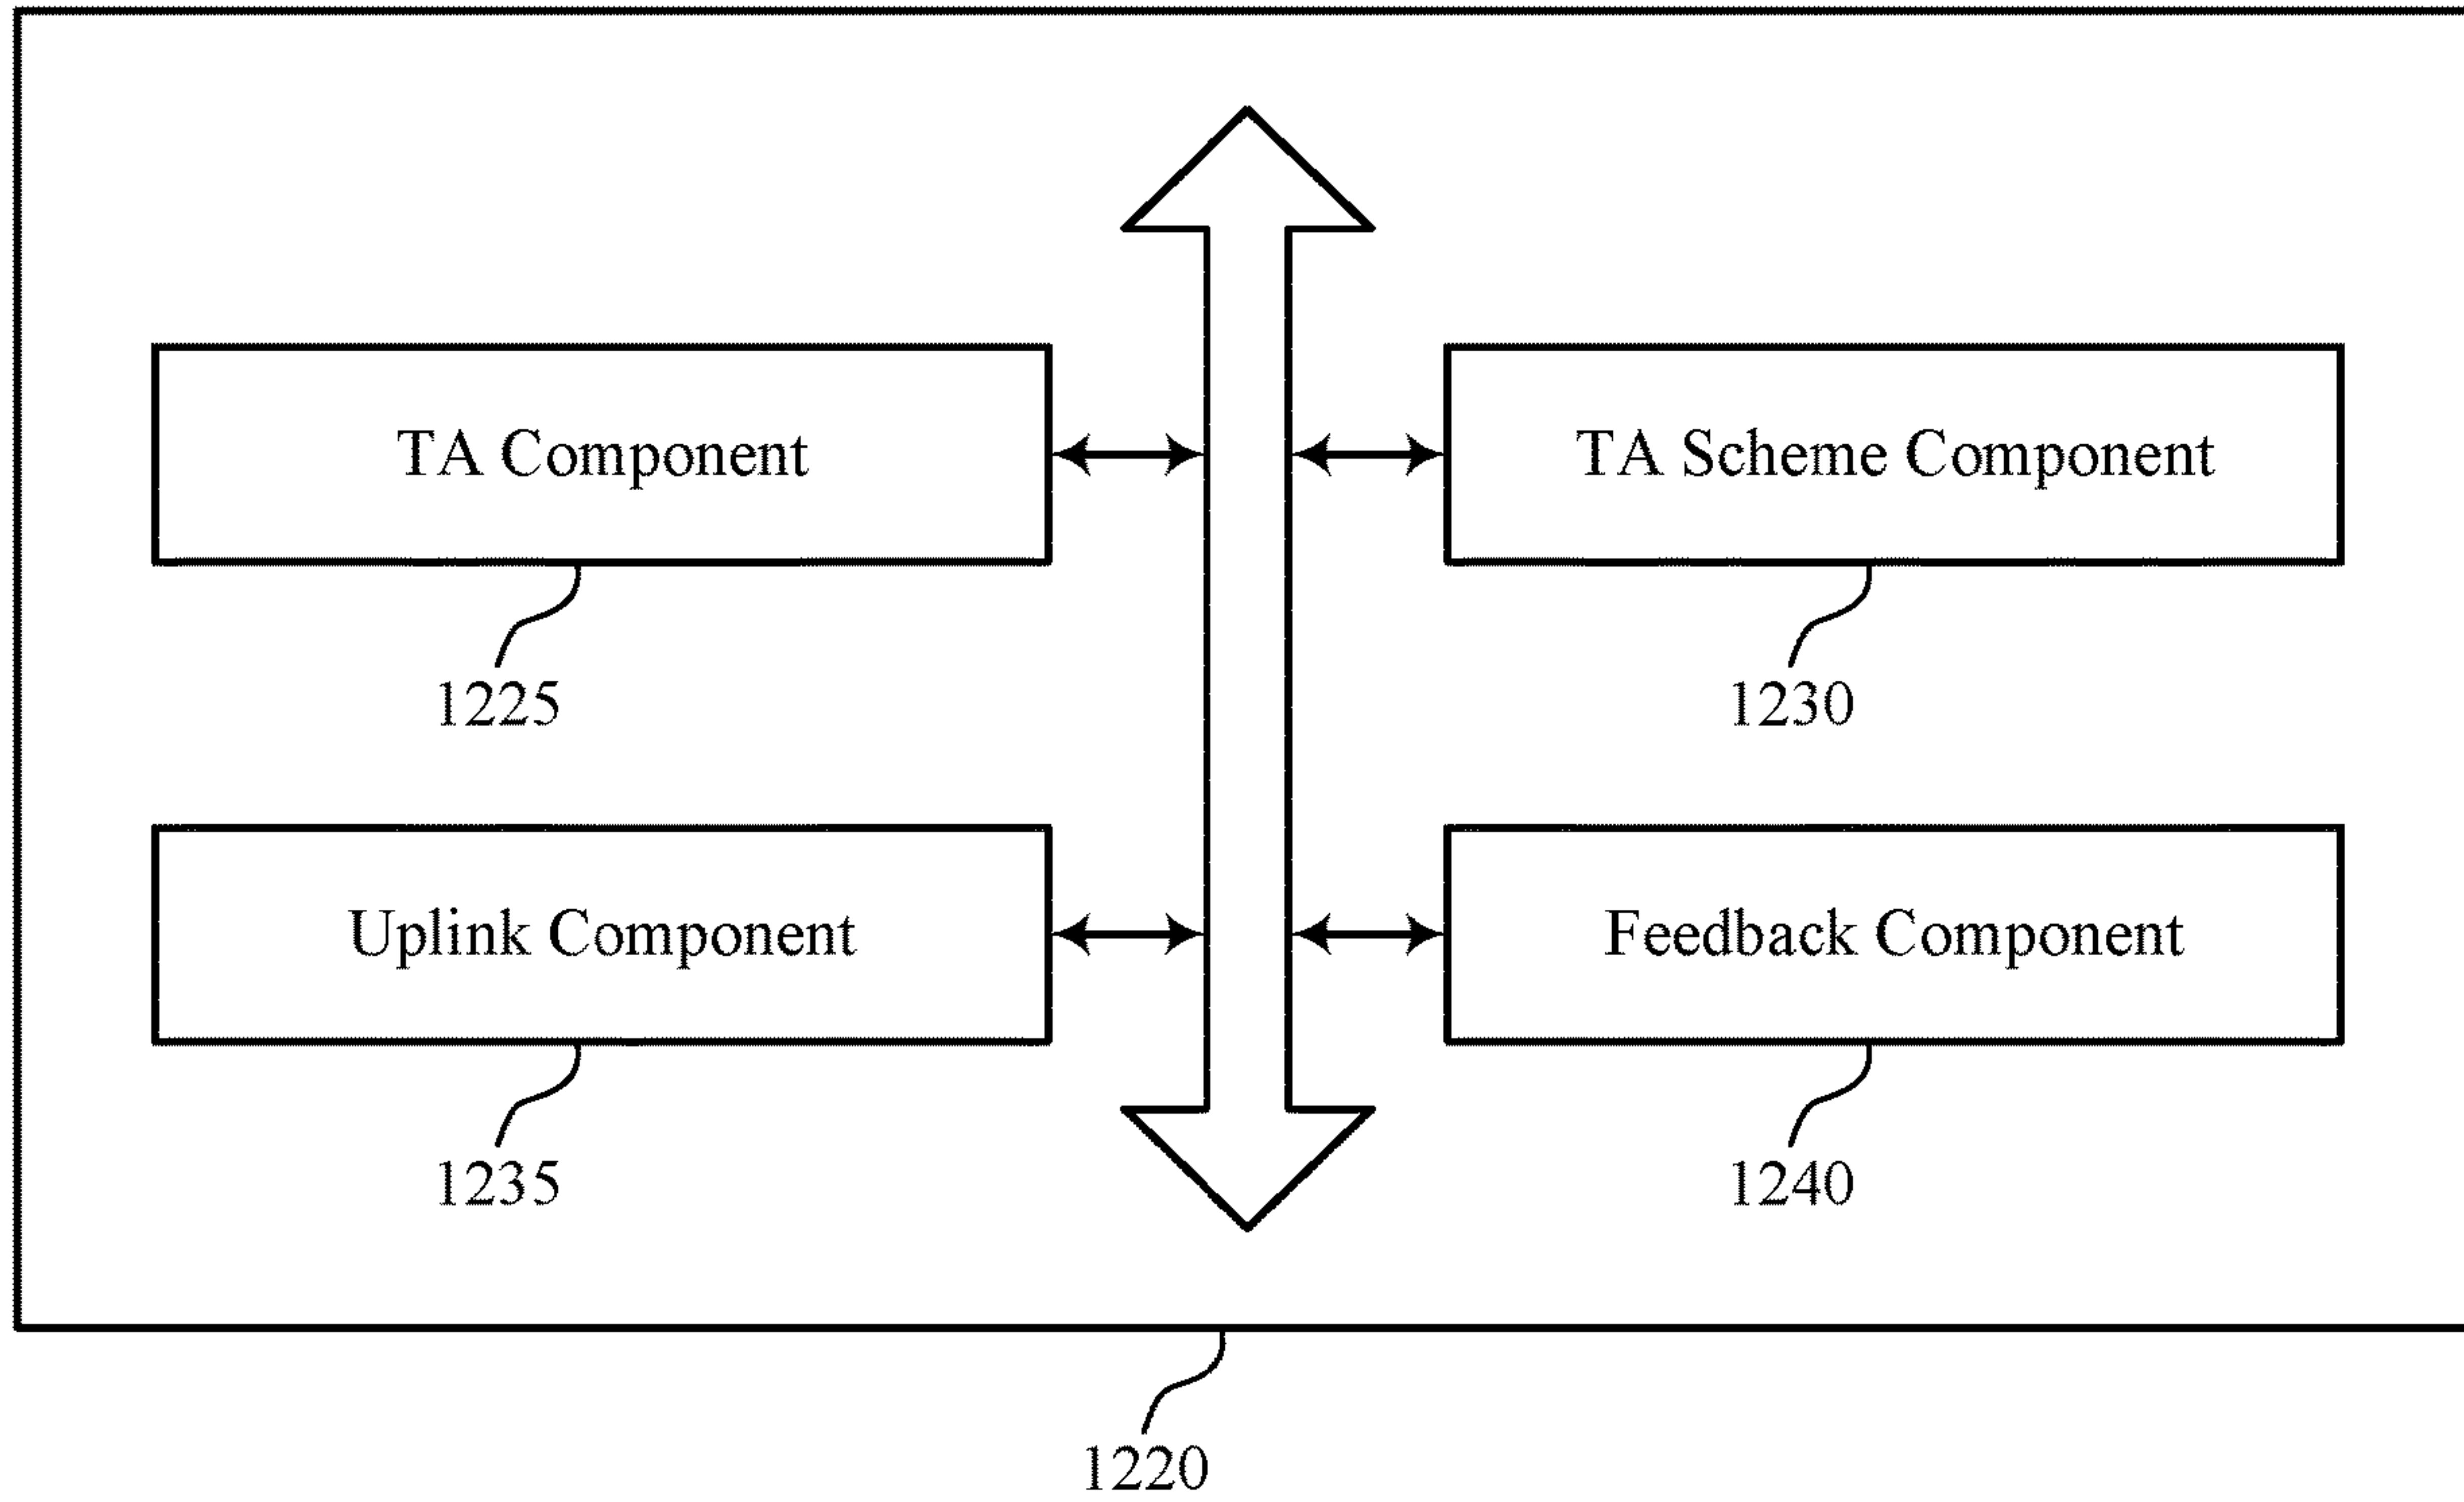 TA Component
TA Scheme Component
1225
1230
Uplink Component
Feedback Component
1235
1240
1220